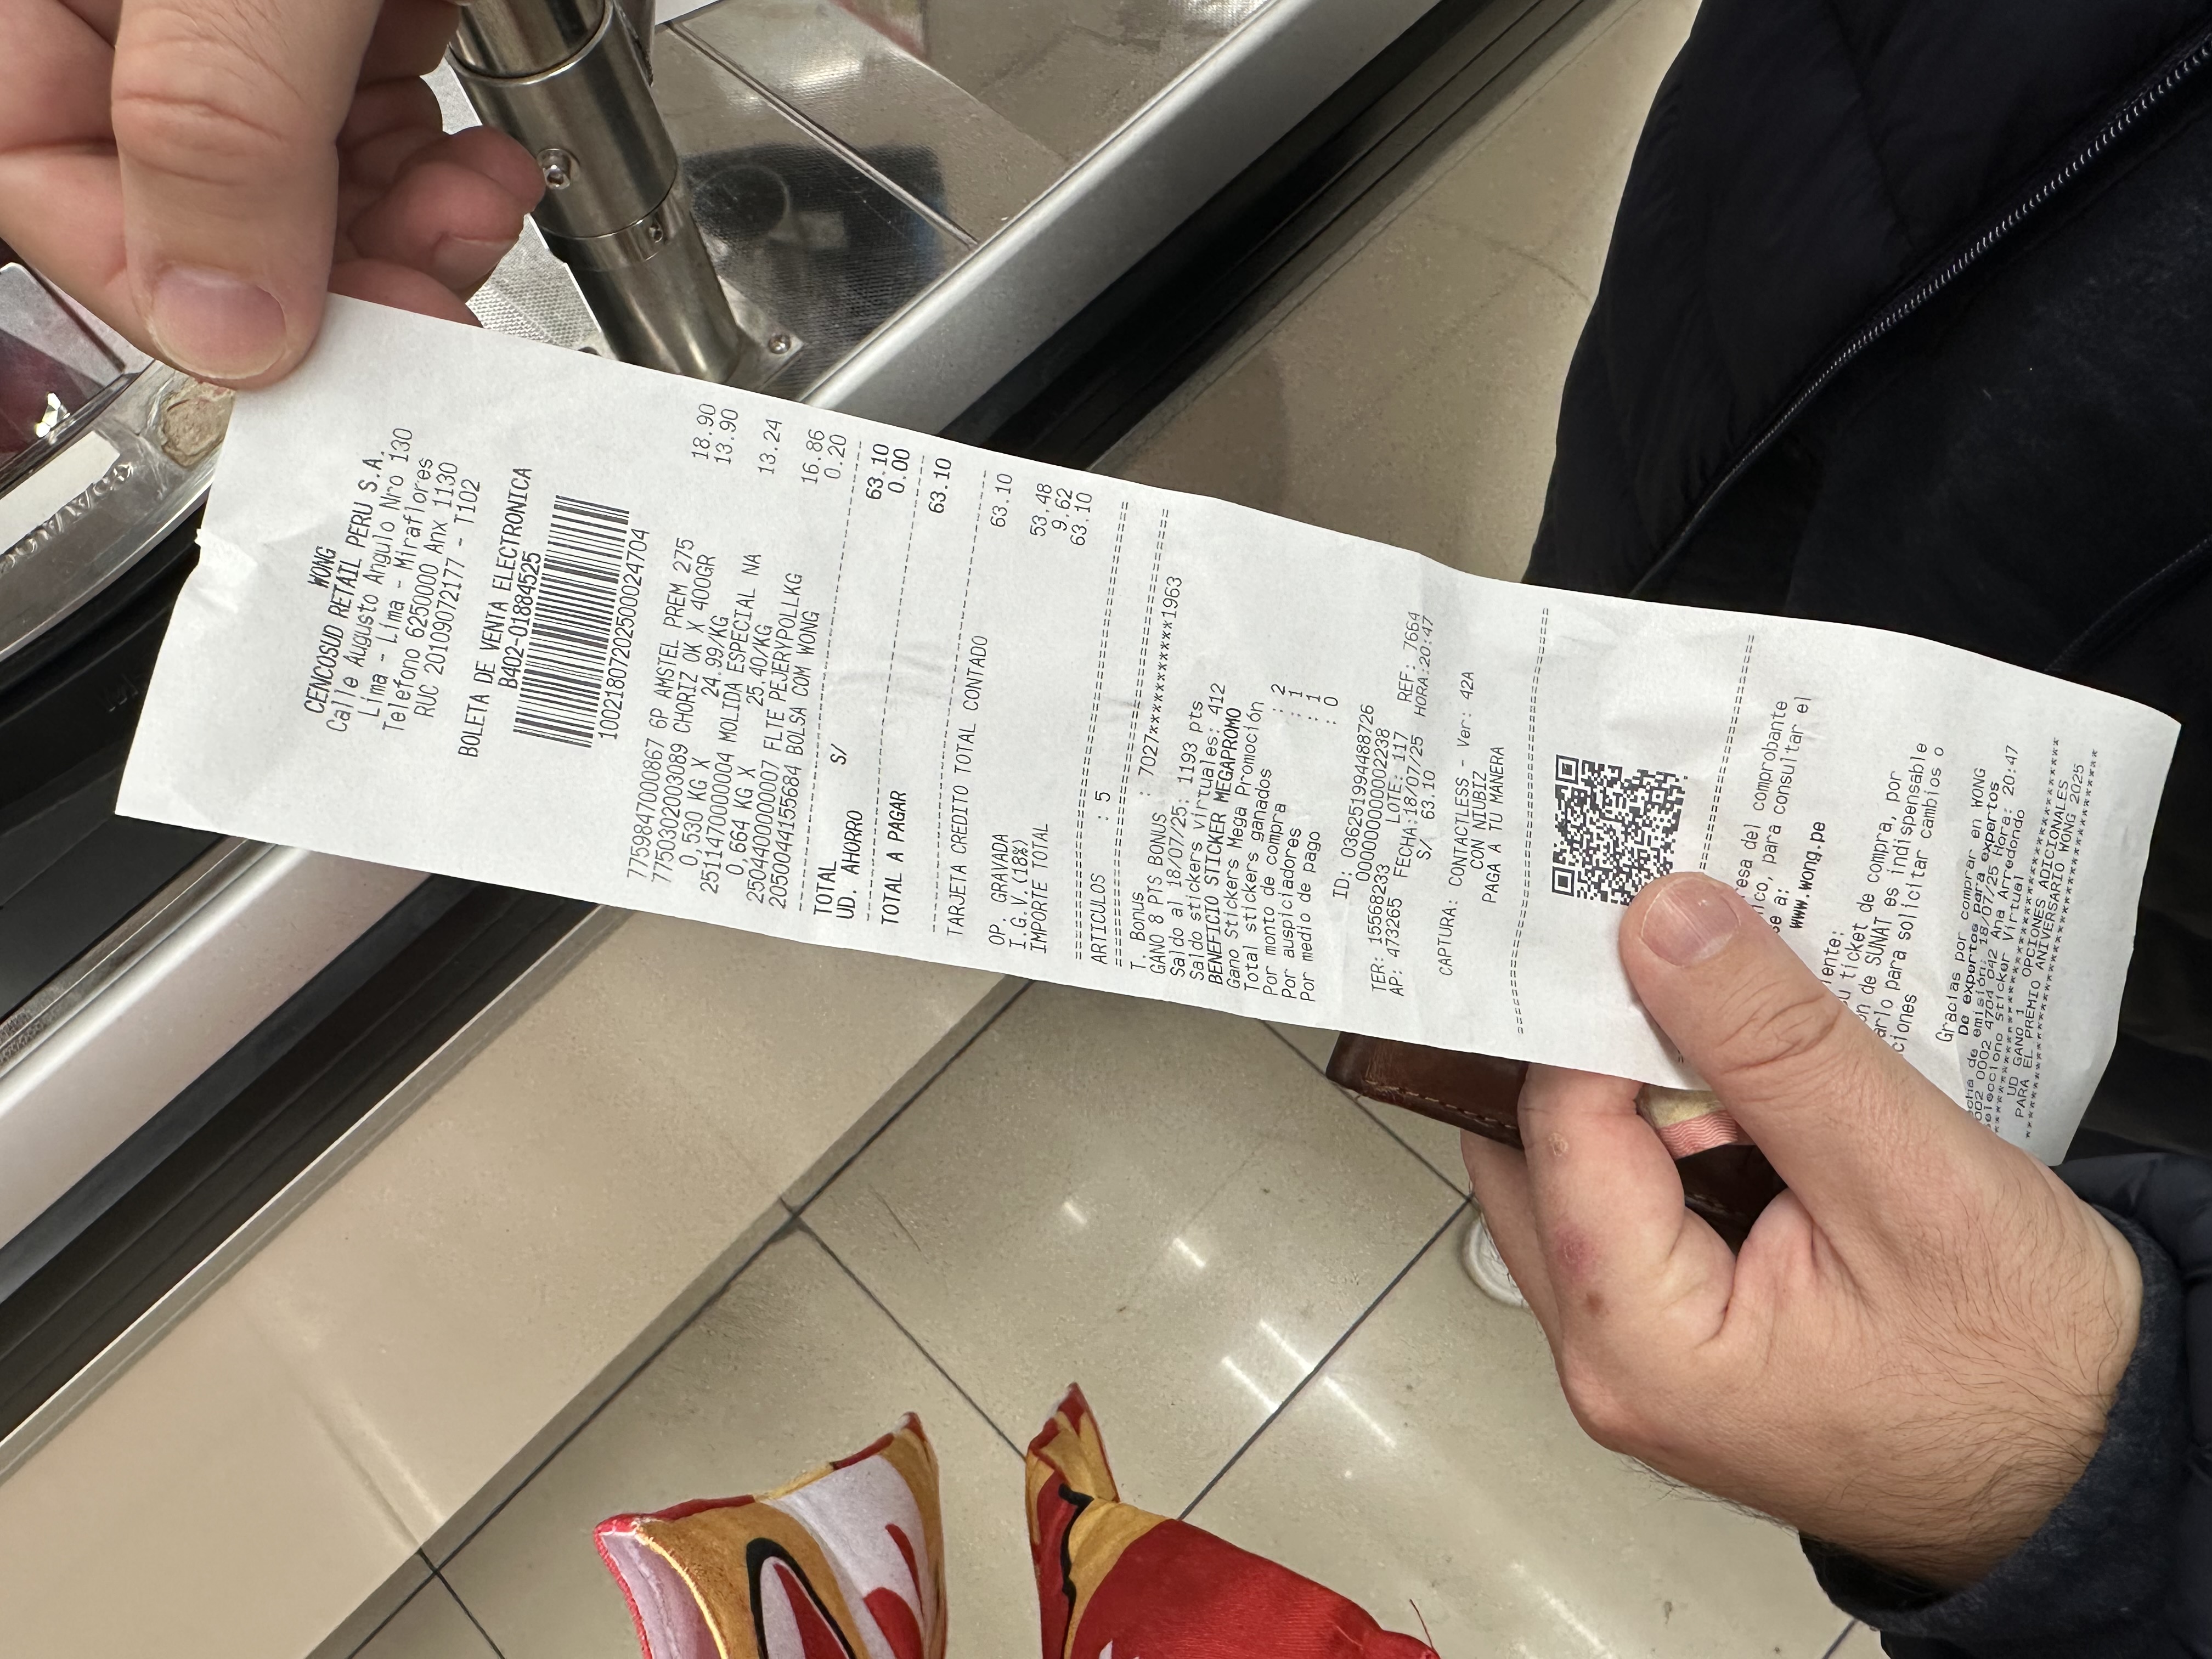 WONG
CENCOSUD RETAIL PERU S.A.
Calle Augusto Angulo Nro 130
Lima - Lima - Miraflores
Telefono 6250000 Anx 1130
RUC 20109072177 - T102
BOLETA DE VENTA ELECTRONICA
B402-01884525
10021807202500024704
7759847000867 6P AMSTEL PREM 275 18.90
7750302003089 CHORIZ OK X 400GR 13.90
0,530 KG X 24.99/KG
2511470000004 MOLIDA ESPECIAL NA 13.24
0,664 KG X 25.40/KG
2504400000007 FLTE PEJERYPOLLKG 16.86
2050044155684 BOLSA COM WONG 0.20
--------------------------------
TOTAL S/ 63.10
UD. AHORRO 0.00
--------------------------------
TOTAL A PAGAR 63.10
--------------------------------
TARJETA CREDITO TOTAL CONTADO 63.10
OP. GRAVADA 53.48
I.G.V.(18%) 9.62
IMPORTE TOTAL 63.10
================================
ARTICULOS : 5
================================
T. Bonus : 7027***********1963
GANO 8 PTS BONUS
Saldo al 18/07/25: 1193 pts
Saldo stickers virtuales: 412
BENEFICIO STICKER MEGAPROMO
Gano Stickers Mega Promoción
Total stickers ganados : 2
Por monto de compra : 1
Por auspiciadores : 1
Por medio de pago : 0
ID: 036251994488726
00000000002238
TER: 15568233 LOTE: 117 REF: 7664
AP: 473265 FECHA:18/07/25 HORA:20:47
S/ 63.10
CAPTURA: CONTACTLESS - Ver: 42A
CON NIUBIZ
PAGA A TU MANERA
================================
================================
resa del comprobante
nico, para consultar el
se a:
www.wong.pe
iente:
su ticket de compra, por
ón de SUNAT es indispensable
arlo para solicitar cambios o
ciones
Gracias por comprar en WONG
De expertos para expertos
echa de emisión: 18/07/25 Hora: 20:47
002 0002 4704 042 Ana Arredondo
elecciono Sticker Virtual
********************************
UD GANO 1 OPCIONES ADICIONALES
PARA EL PREMIO ANIVERSARIO WONG 2025
********************************